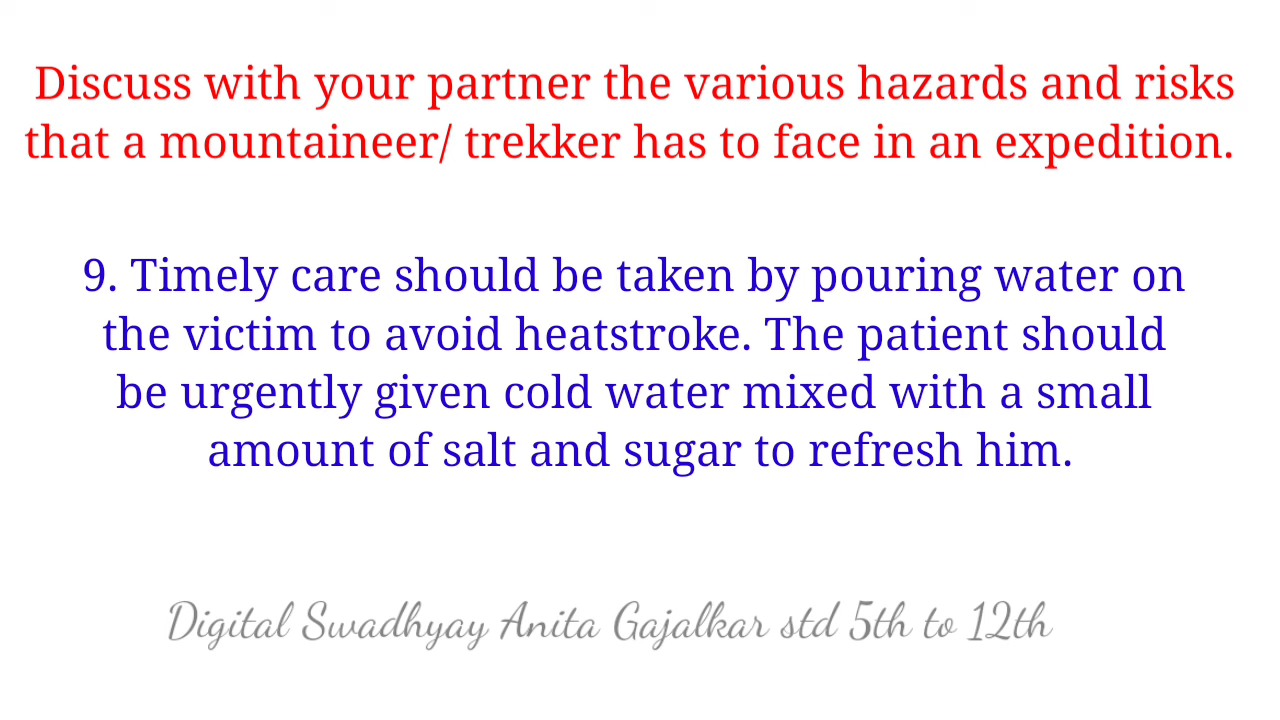 Discuss with your partner the various hazards and risks
that a mountaineer/ trekker has to face in an expedition.
9. Timely care should be taken by pouring water on
the victim to avoid heatstroke. The patient should
be urgently given cold water mixed with a small
amount of salt and sugar to refresh him.
Digital Swadhyay Anita Gajalkar std 5th to 12th